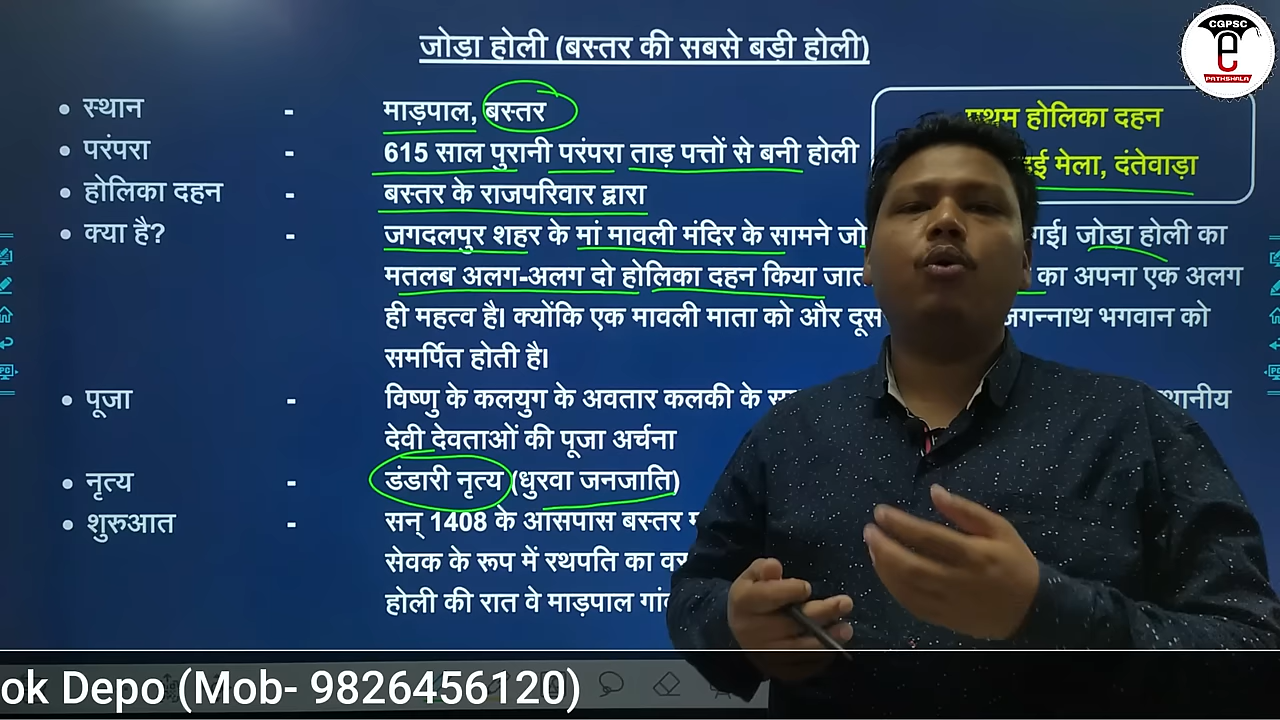 जोड़ा होली (बस्तर की सबसे बड़ी होली)
CGPSC
e
PATHSHALA
• स्थान - माड़पाल, बस्तर
प्रथम होलिका दहन
• परंपरा - 615 साल पुरानी परंपरा ताड़ पत्तों से बनी होली
मेला, दंतेवाड़ा
• होलिका दहन - बस्तर के राजपरिवार द्वारा
• क्या है? - जगदलपुर शहर के मां मावली मंदिर के सामने गई। जोडा होली का
मतलब अलग-अलग दो होलिका दहन किया का अपना एक अलग
ही महत्व है। क्योंकि एक मावली माता को और जगन्नाथ भगवान को
समर्पित होती है।
• पूजा - विष्णु के कलयुग के अवतार कलकी के
देवी देवताओं की पूजा अर्चना
• नृत्य - डंडारी नृत्य (धुरवा जनजाति)
• शुरुआत - सन् 1408 के आसपास बस्तर
सेवक के रूप में रथपति का
होली की रात वे माड़पाल
ok Depo (Mob- 9826456120)